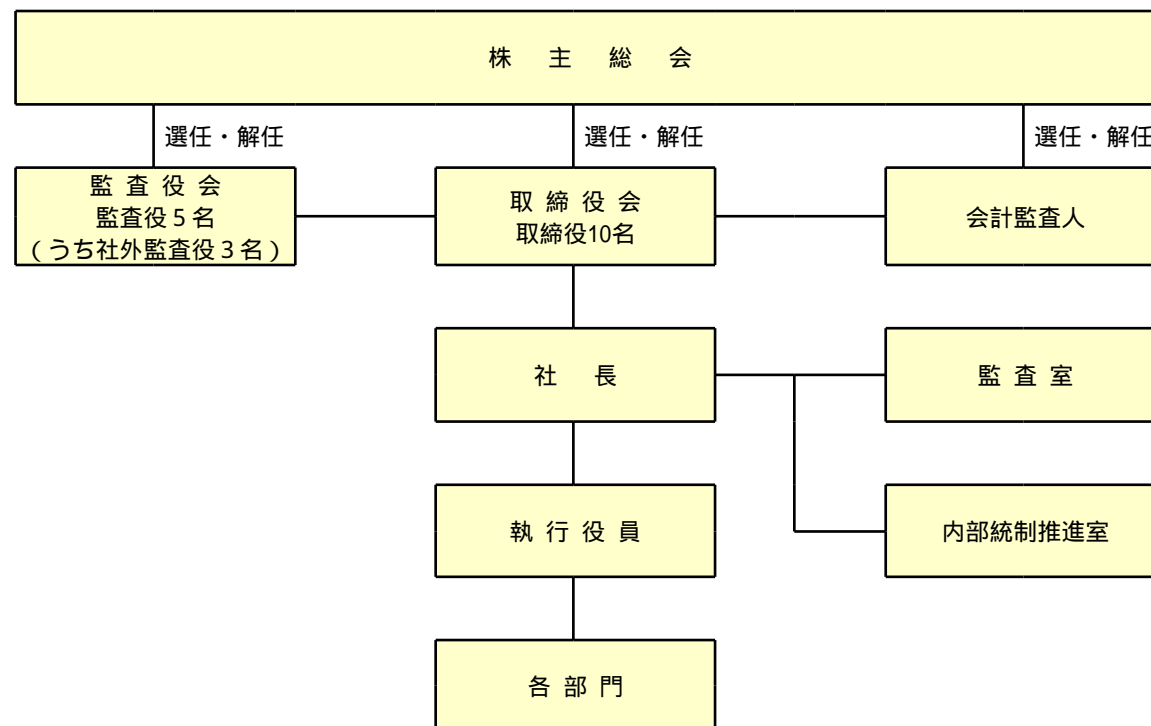 株 主 総 会
選任・解任
選任・解任
選任・解任
監 査 役 会
監査役５名
（うち社外監査役３名）
取 締 役 会
取締役10名
会計監査人
社 長
監 査 室
執 行 役 員
内部統制推進室
各 部 門